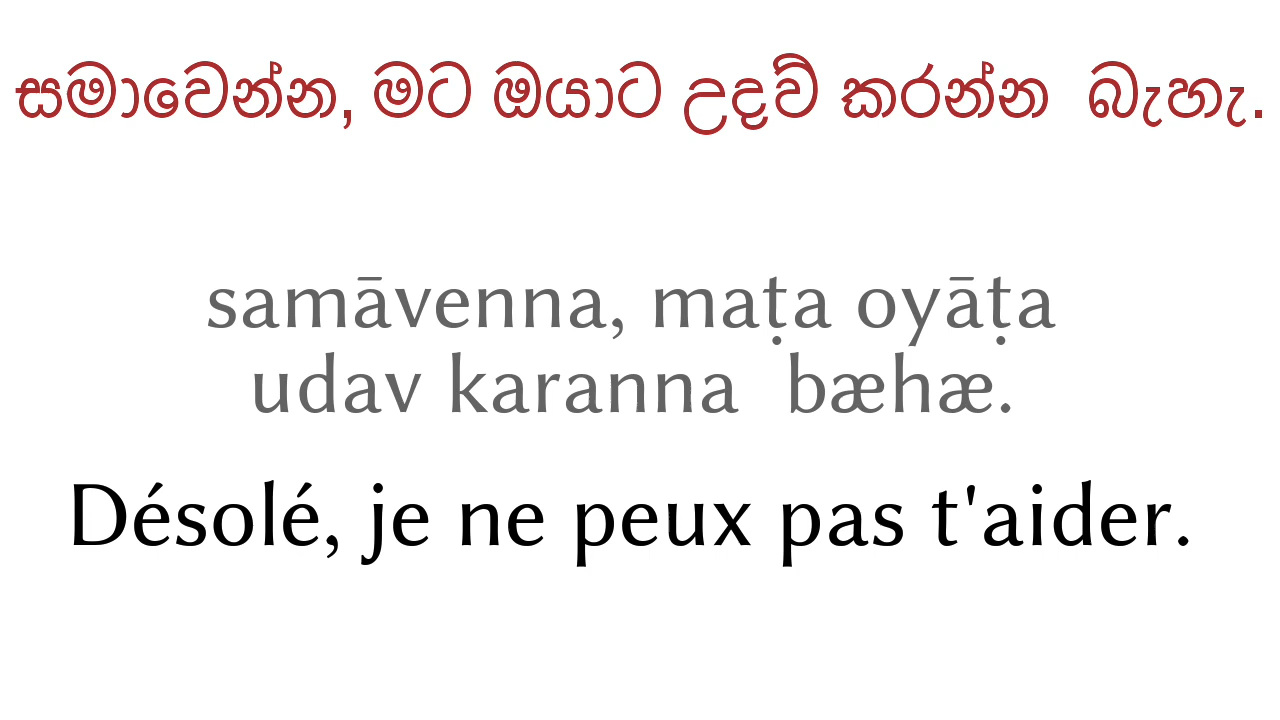 සමාවෙන්න, මට ඔයාට උදව් කරන්න  බැහැ.
samāvenna, maṭa oyāṭa
udav karanna  bæhæ.
Désolé, je ne peux pas t'aider.